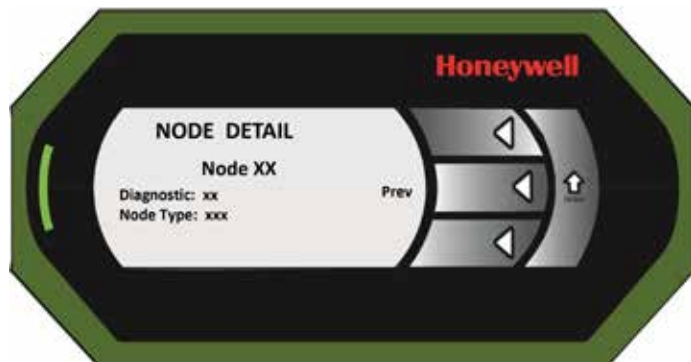 Honeywell
NODE DETAIL
Node XX
Diagnostic: xx
Prev
Node Type: xxx